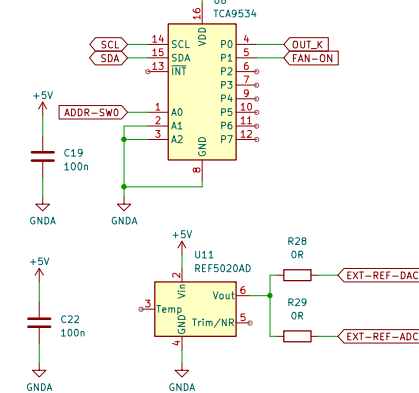 U6
TCA9534
16
VDD
SCL 14 SCL P0 4 OUT_K
SDA 15 SDA P1 5 FAN-ON
13 INT P2 6
P3 7
+5V P4 9
ADDR-SW0 1 A0 P5 10
2 A1 P6 11
3 A2 P7 12
GND
8
C19
100n
GNDA GNDA
+5V
U11
REF5020AD
R28
0R
+5V
2
Vin
EXT-REF-DAC
Vout 6
3 Temp
R29
0R
C22
100n
GND
Trim/NR 5
4
EXT-REF-ADC
GNDA GNDA